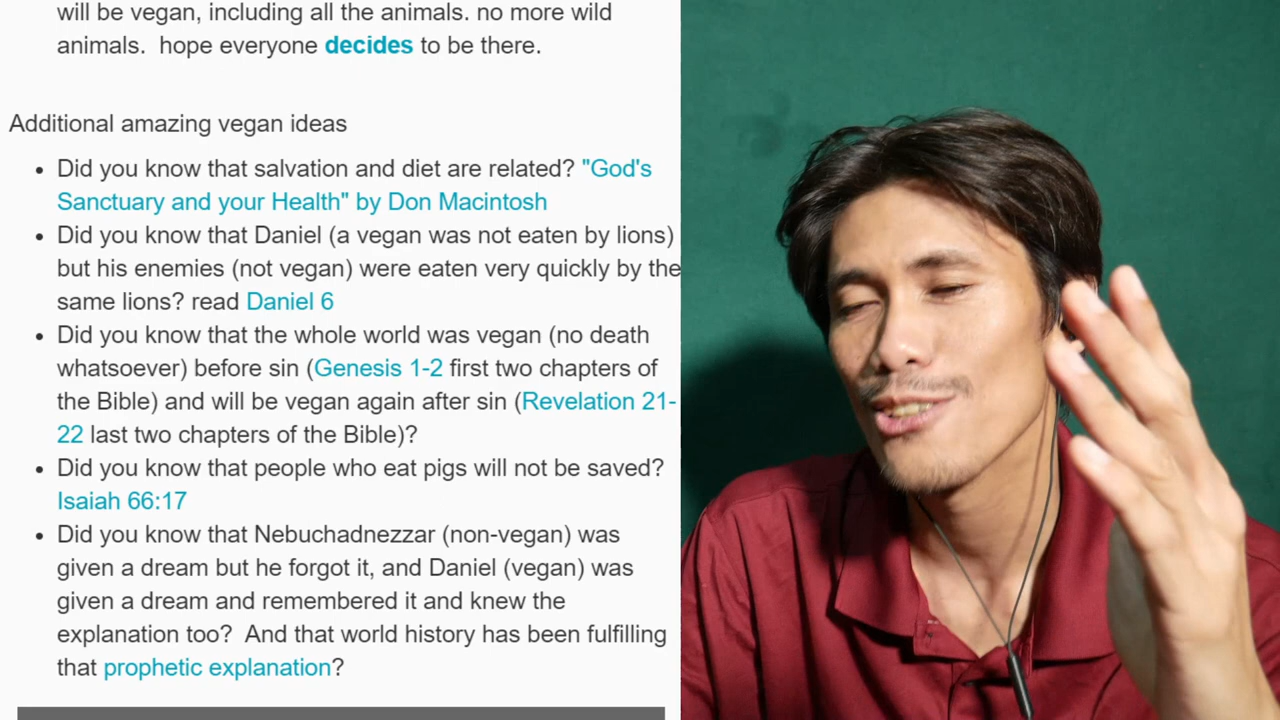 will be vegan, including all the animals. no more wild
animals.  hope everyone decides to be there.
Additional amazing vegan ideas
Did you know that salvation and diet are related? "God's
Sanctuary and your Health" by Don Macintosh
Did you know that Daniel (a vegan was not eaten by lions)
but his enemies (not vegan) were eaten very quickly by the
same lions? read Daniel 6
Did you know that the whole world was vegan (no death
whatsoever) before sin (Genesis 1-2 first two chapters of
the Bible) and will be vegan again after sin (Revelation 21-
22 last two chapters of the Bible)?
Did you know that people who eat pigs will not be saved?
Isaiah 66:17
Did you know that Nebuchadnezzar (non-vegan) was
given a dream but he forgot it, and Daniel (vegan) was
given a dream and remembered it and knew the
explanation too?  And that world history has been fulfilling
that prophetic explanation?